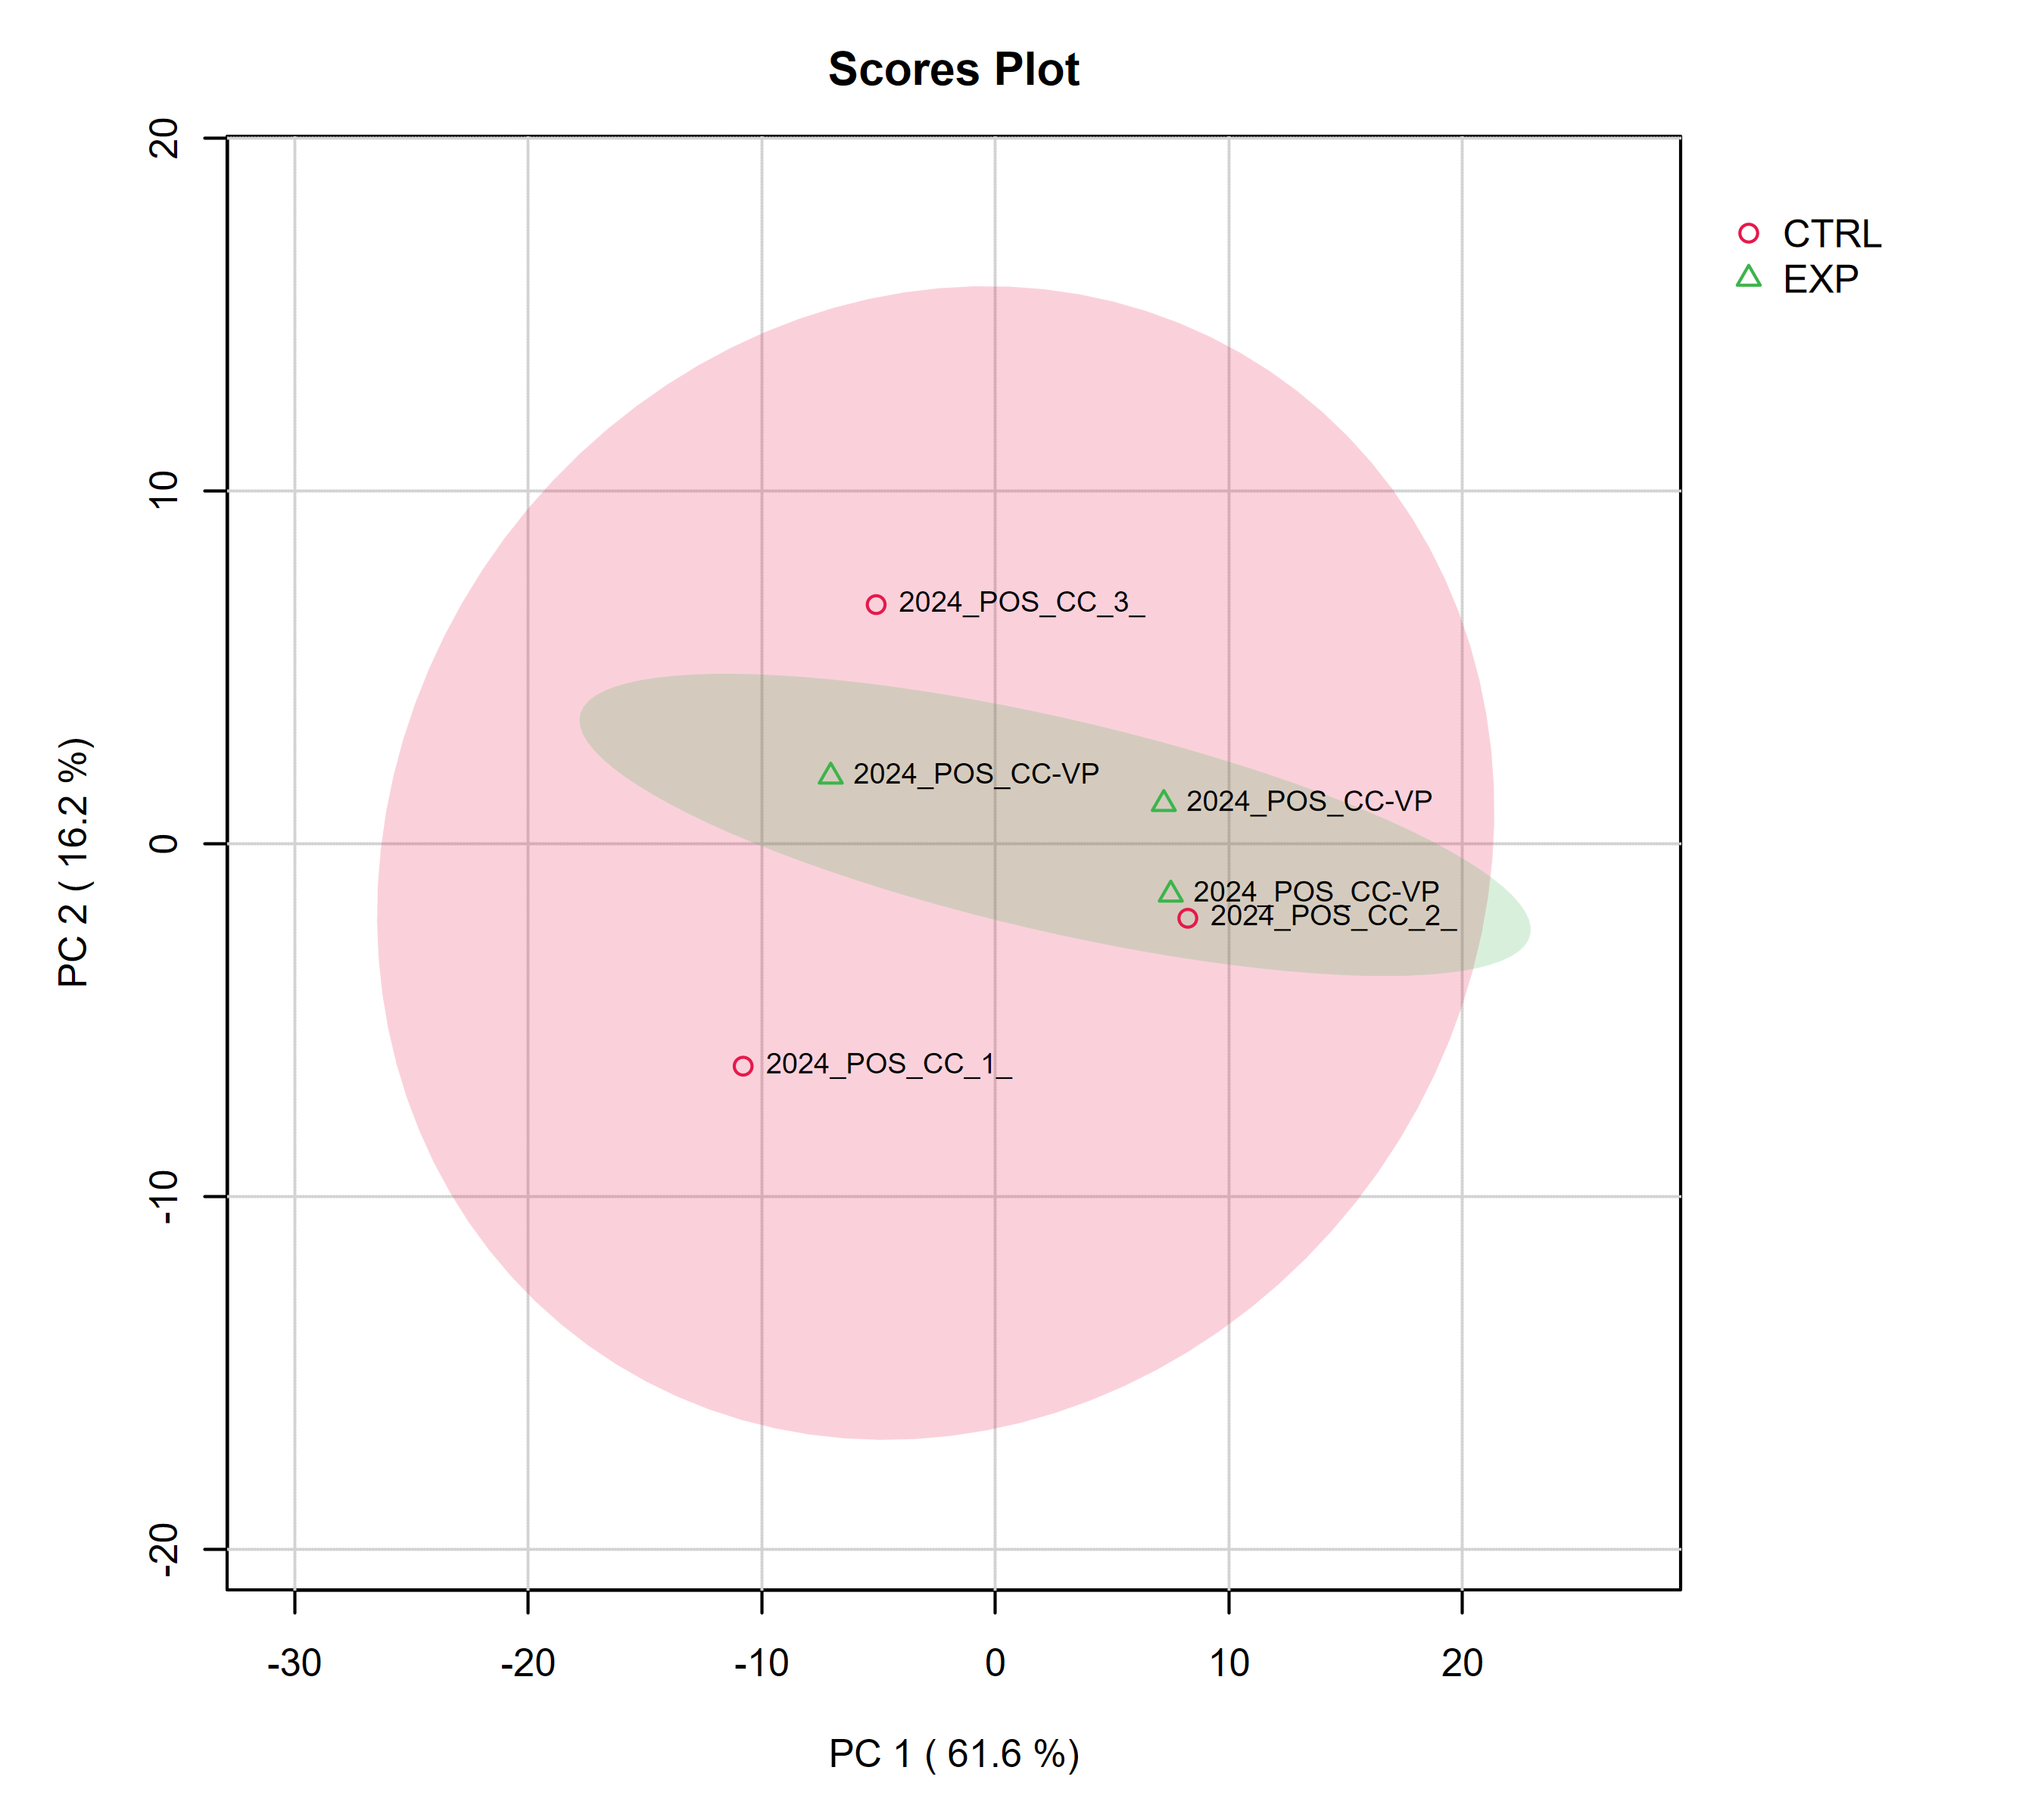 Scores Plot
20
10
0
-10
-20
PC 2 ( 16.2 %)
CTRL
EXP
2024_POS_CC_3_
2024_POS_CC-VP
2024_POS_CC-VP
2024_POS_CC-VP
2024_POS_CC_2_
2024_POS_CC_1_
-30 -20 -10 0 10 20
PC 1 ( 61.6 %)